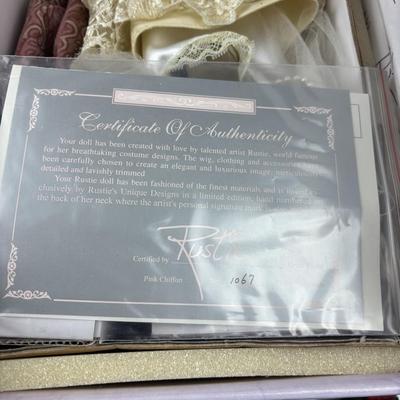 Certificate Of Authenticity
Your doll has been created with love by talented artist Rustie, world famous
for her breathtaking costume designs. The wig, clothing and accessories have
been carefully chosen to create an elegant and luxurious image, meticulously
detailed and lavishly trimmed
Your Rustie doll has been fashioned of the finest materials and is
clusively by Rustie's Unique Designs in a limited edition, hand numbered on
the back of her neck where the artist's personal signature mark
Certified by
Rustie
Pink Chiffon
1067